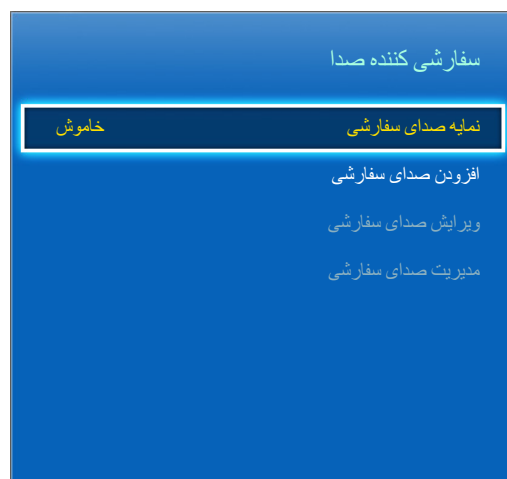 سفارشی کننده صدا
نمایه صدای سفارشی خاموش
افزودن صدای سفارشی
ویرایش صدای سفارشی
مدیریت صدای سفارشی